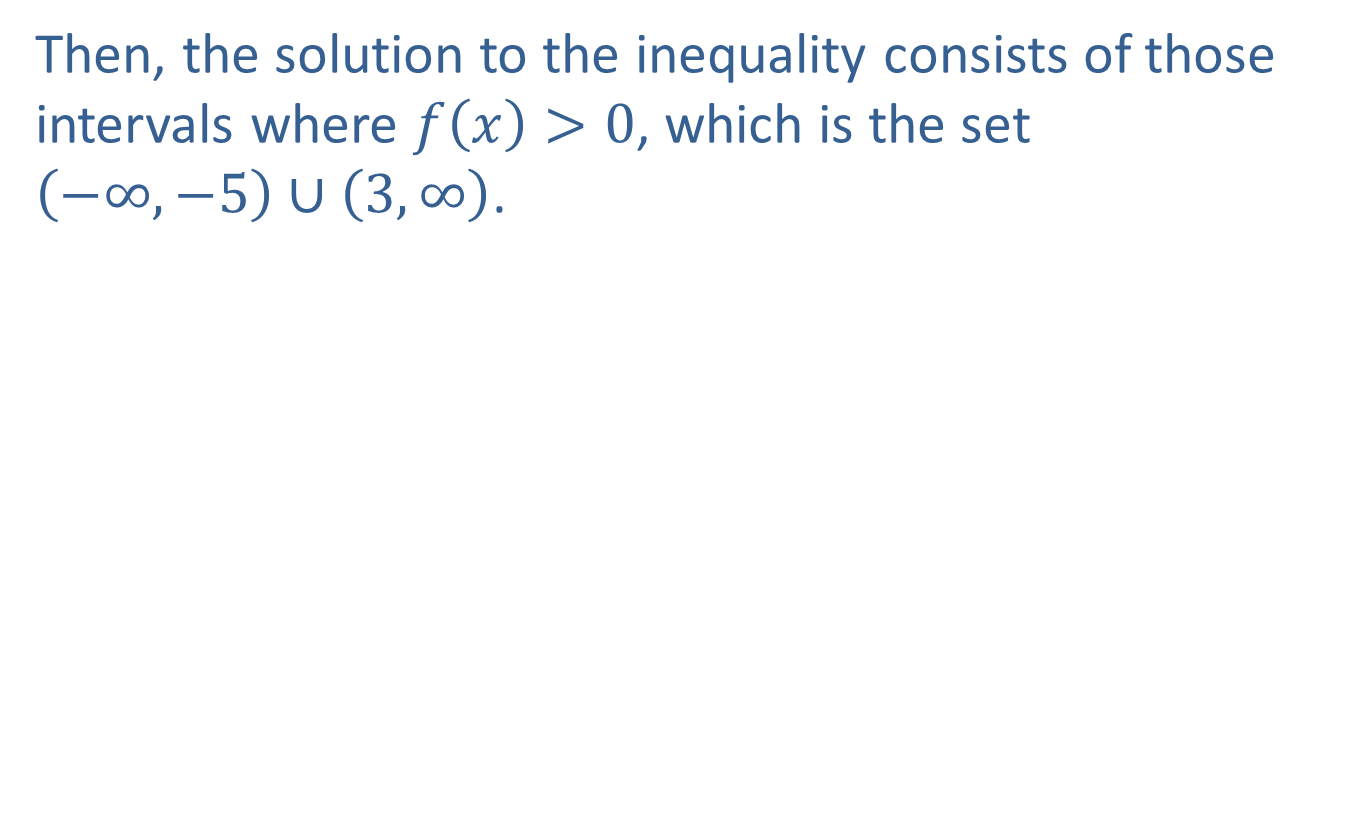 Then, the solution to the inequality consists of those
intervals where 𝑓(𝑥) > 0, which is the set
(−∞, −5) ∪ (3, ∞).